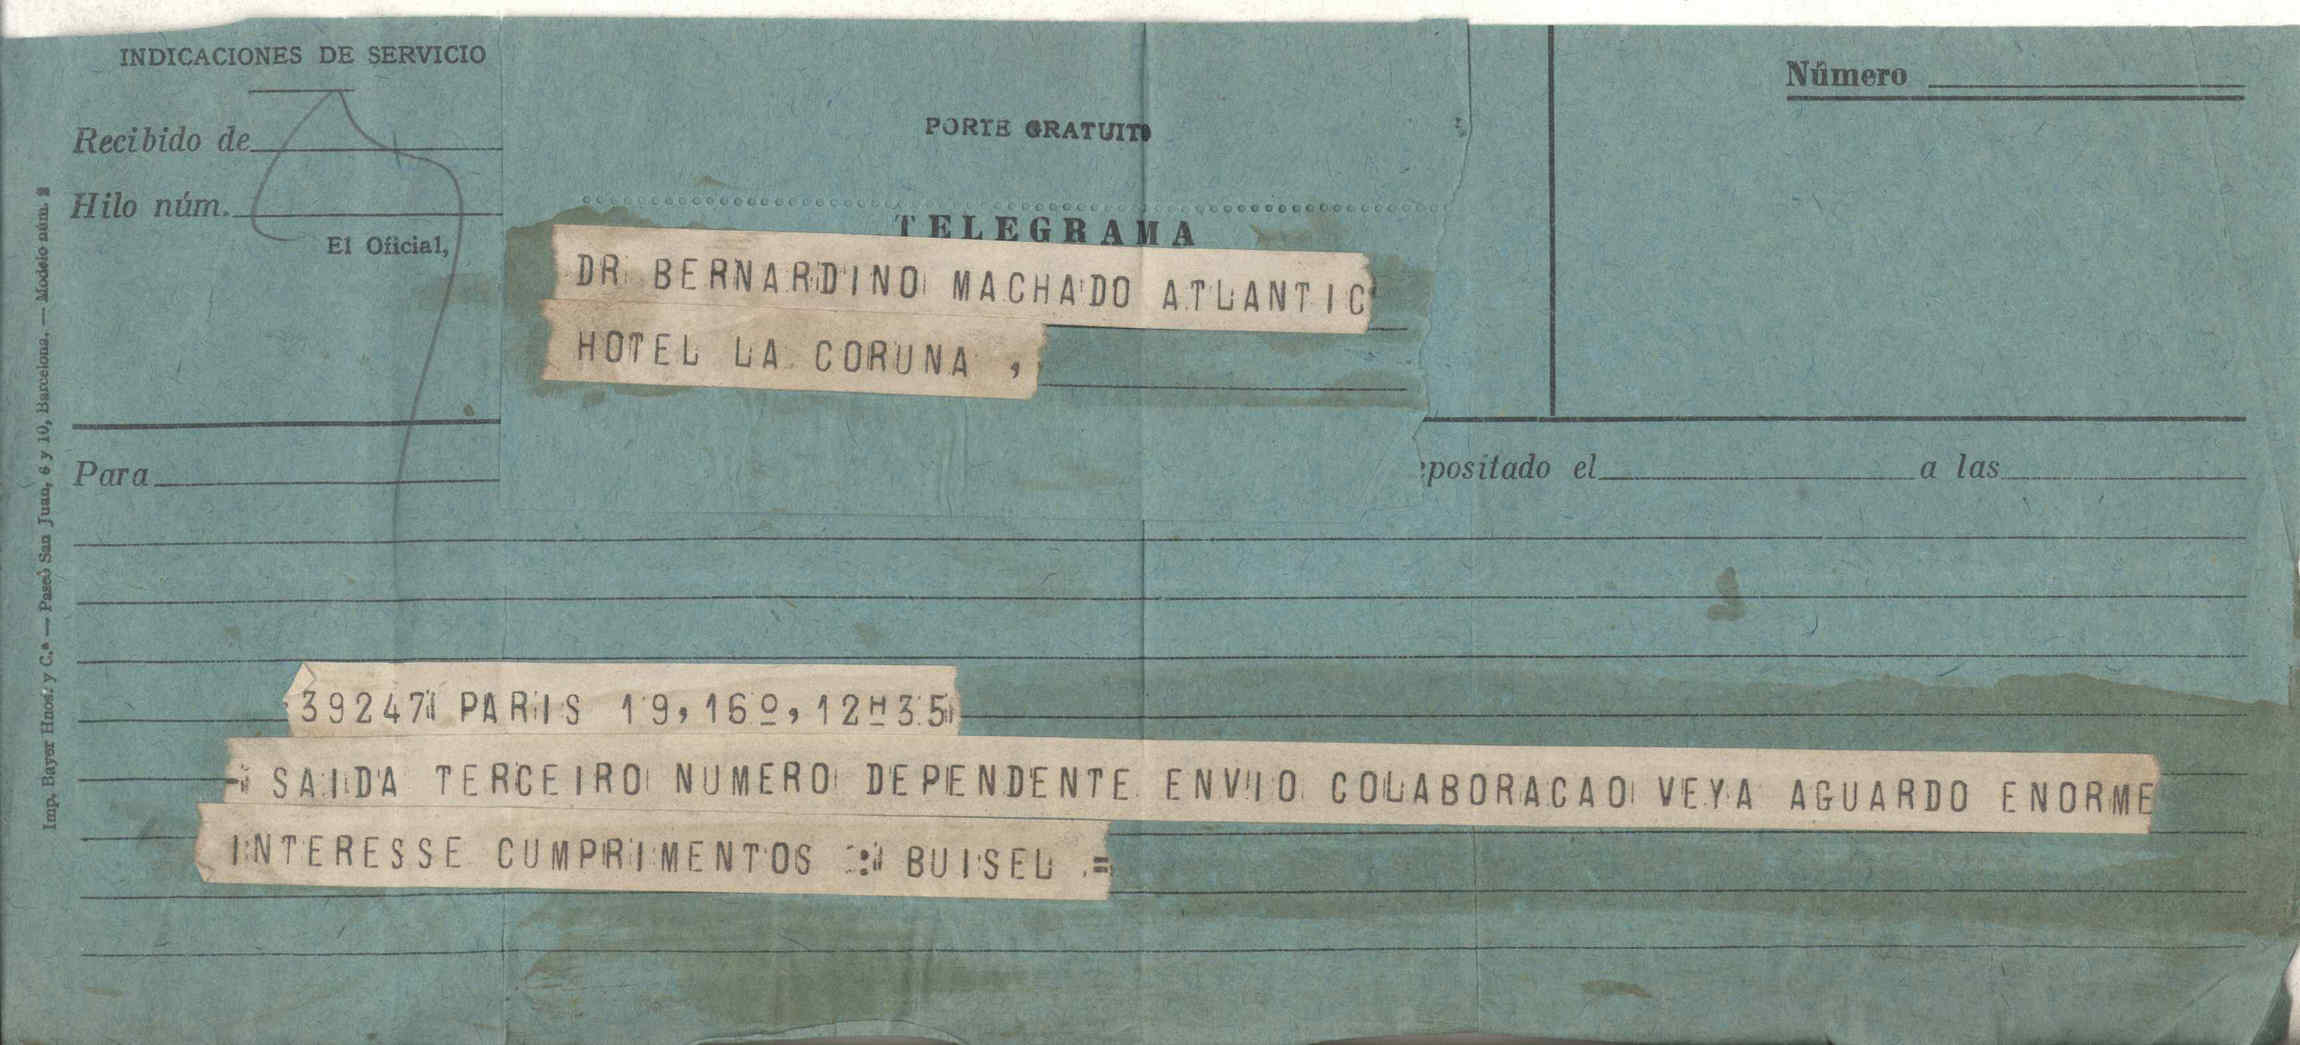 INDICACIONES DE SERVICIO
Recibido de
Hilo núm.
El Oficial,
PORTE GRATUITO
TELEGRAMA
DR BERNARDINO MACHADO ATLANTIC
HOTEL LA CORUNA ,
Número
Para
epositado el a las
39247 PARIS 19,16º,12H35
- SAIDA TERCEIRO NUMERO DEPENDENTE ENVIO COLABORACAO VEYA AGUARDO ENORME
INTERESSE CUMPRIMENTOS : BUISEL =
Imp. Bayer Hnos. y C.ª — Paseo San Juan, 6 y 10, Barcelona. — Modelo núm. 2